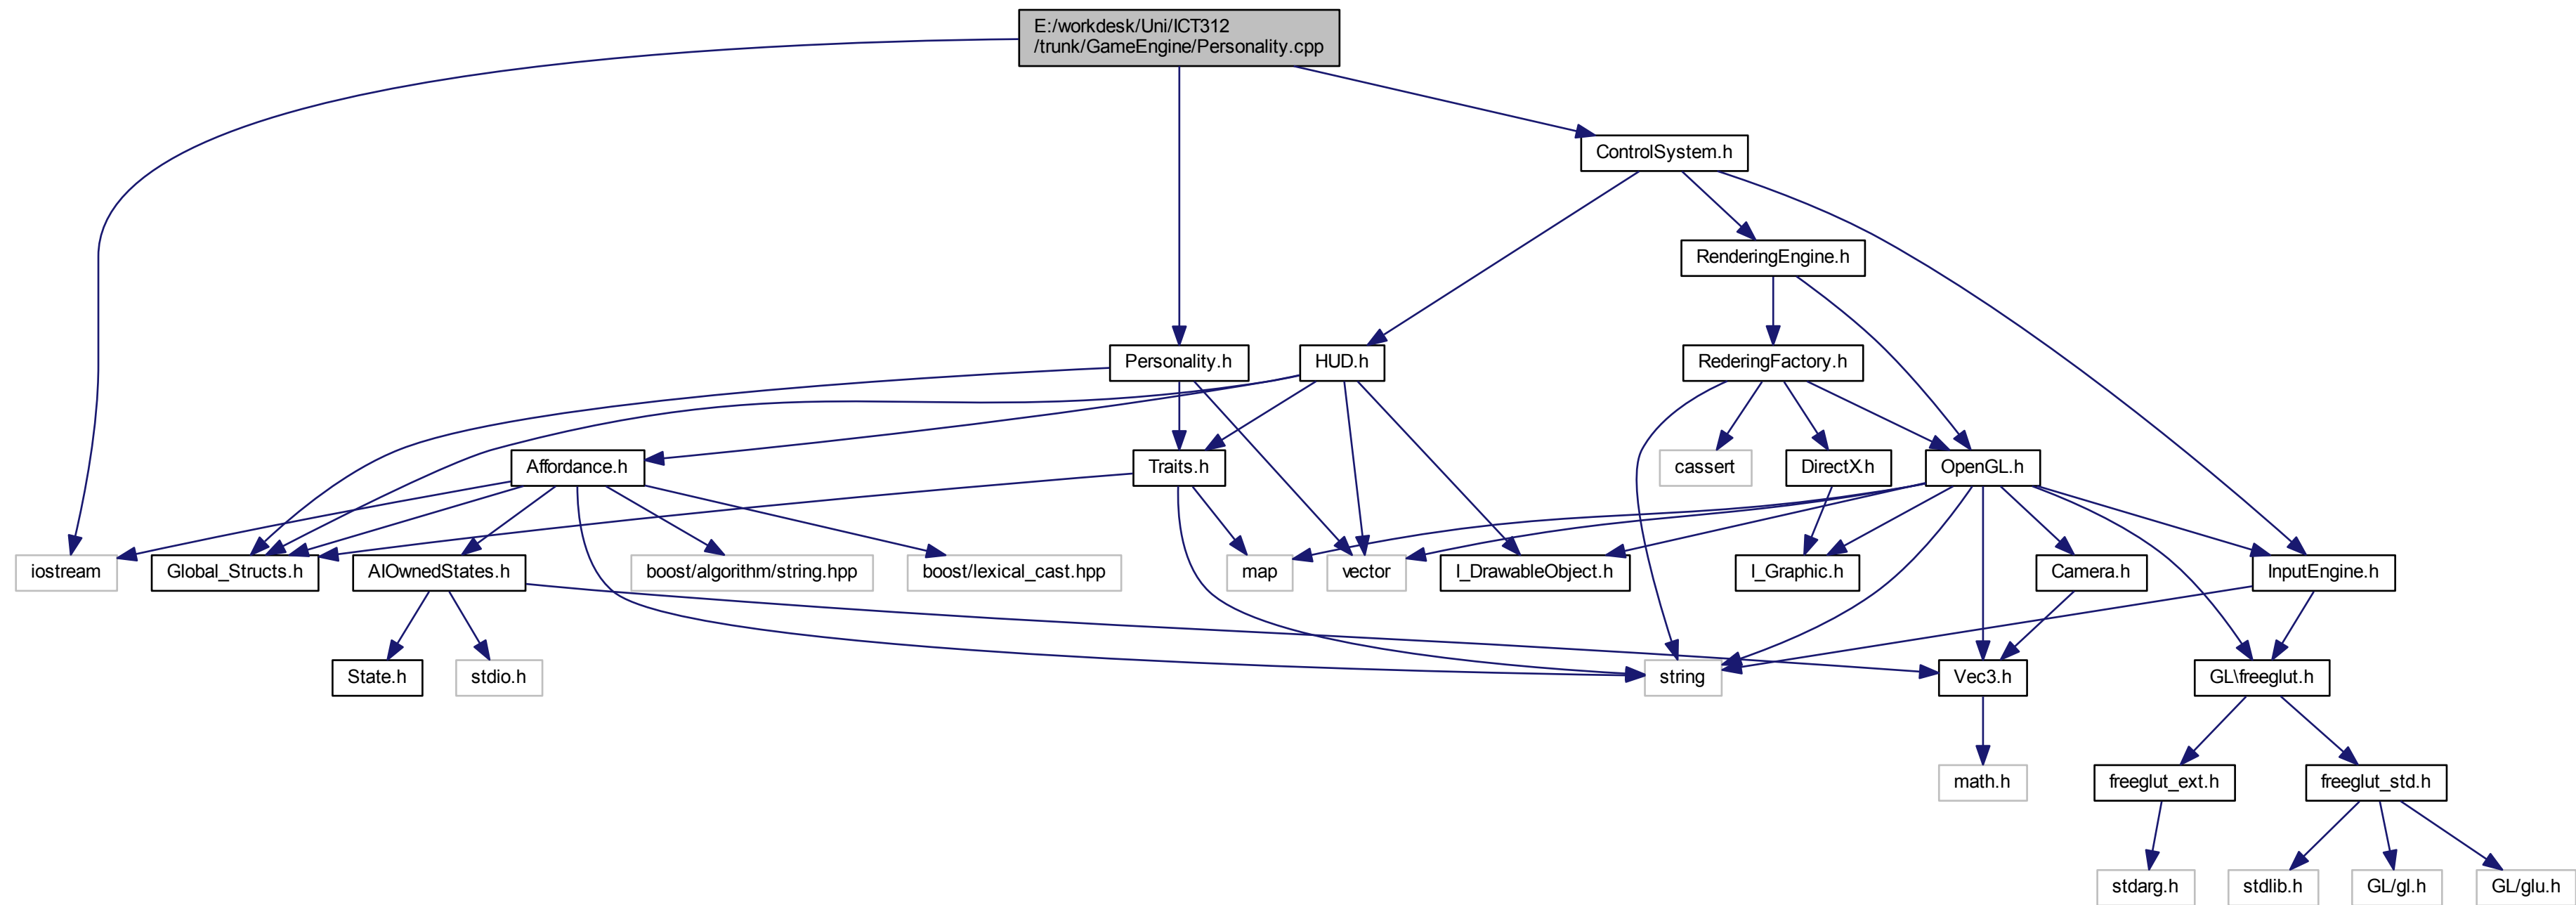 E:/workdesk/Uni/ICT312
/trunk/GameEngine/Personality.cpp
ControlSystem.h
RenderingEngine.h
Personality.h
HUD.h
RederingFactory.h
Affordance.h
Traits.h
cassert
DirectX.h
OpenGL.h
iostream
Global_Structs.h
AIOwnedStates.h
boost/algorithm/string.hpp
boost/lexical_cast.hpp
map
vector
I_DrawableObject.h
I_Graphic.h
Camera.h
InputEngine.h
State.h
stdio.h
string
Vec3.h
GL\freeglut.h
math.h
freeglut_ext.h
freeglut_std.h
stdarg.h
stdlib.h
GL/gl.h
GL/glu.h